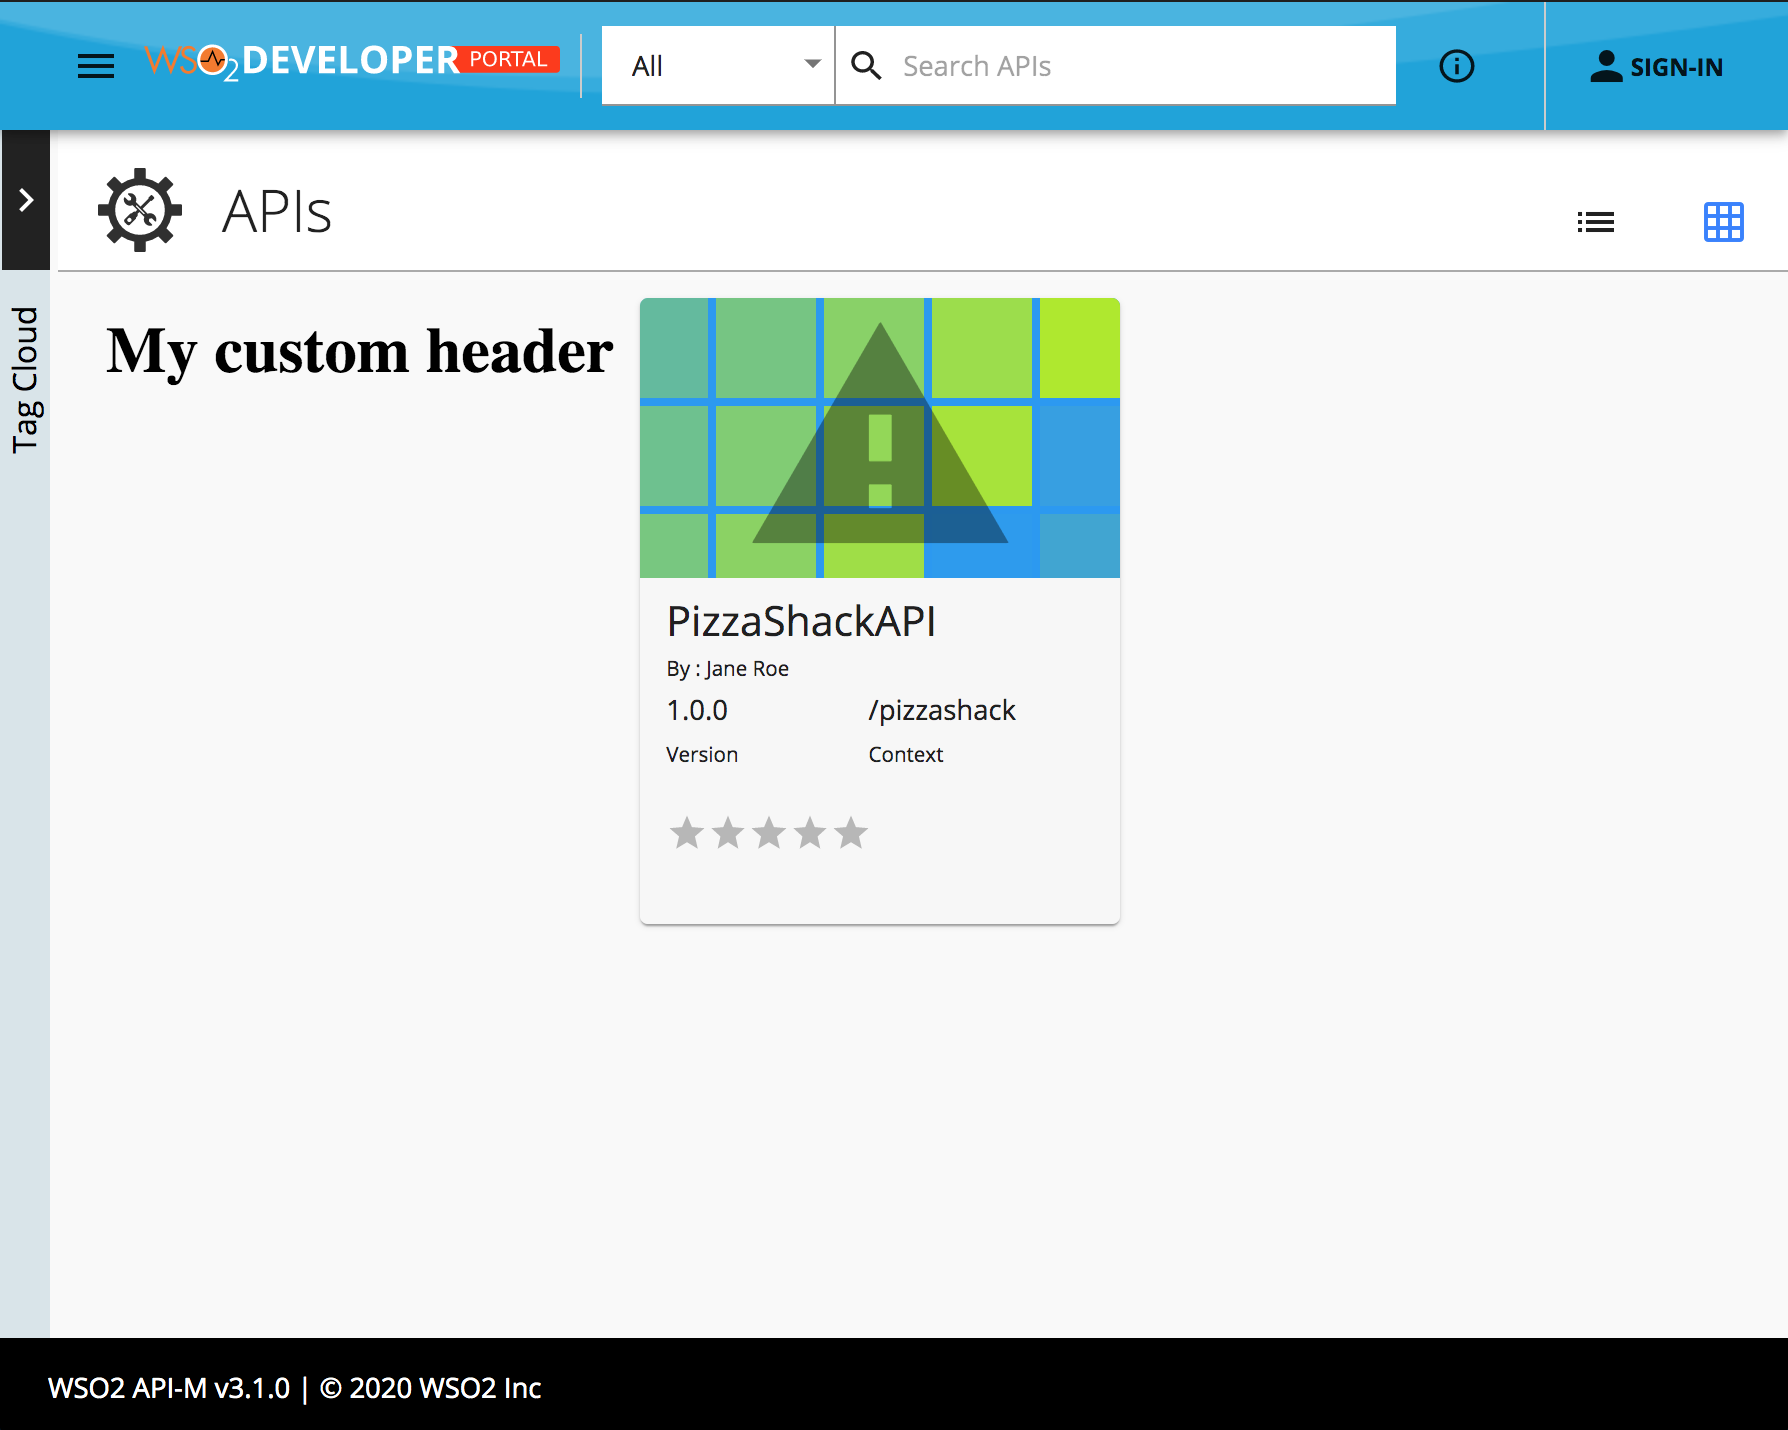 WSO2 DEVELOPER PORTAL
All
Search APIs
SIGN-IN
APIs
Tag Cloud
My custom header
PizzaShackAPI
By : Jane Roe
1.0.0 /pizzashack
Version Context
WSO2 API-M v3.1.0 | © 2020 WSO2 Inc